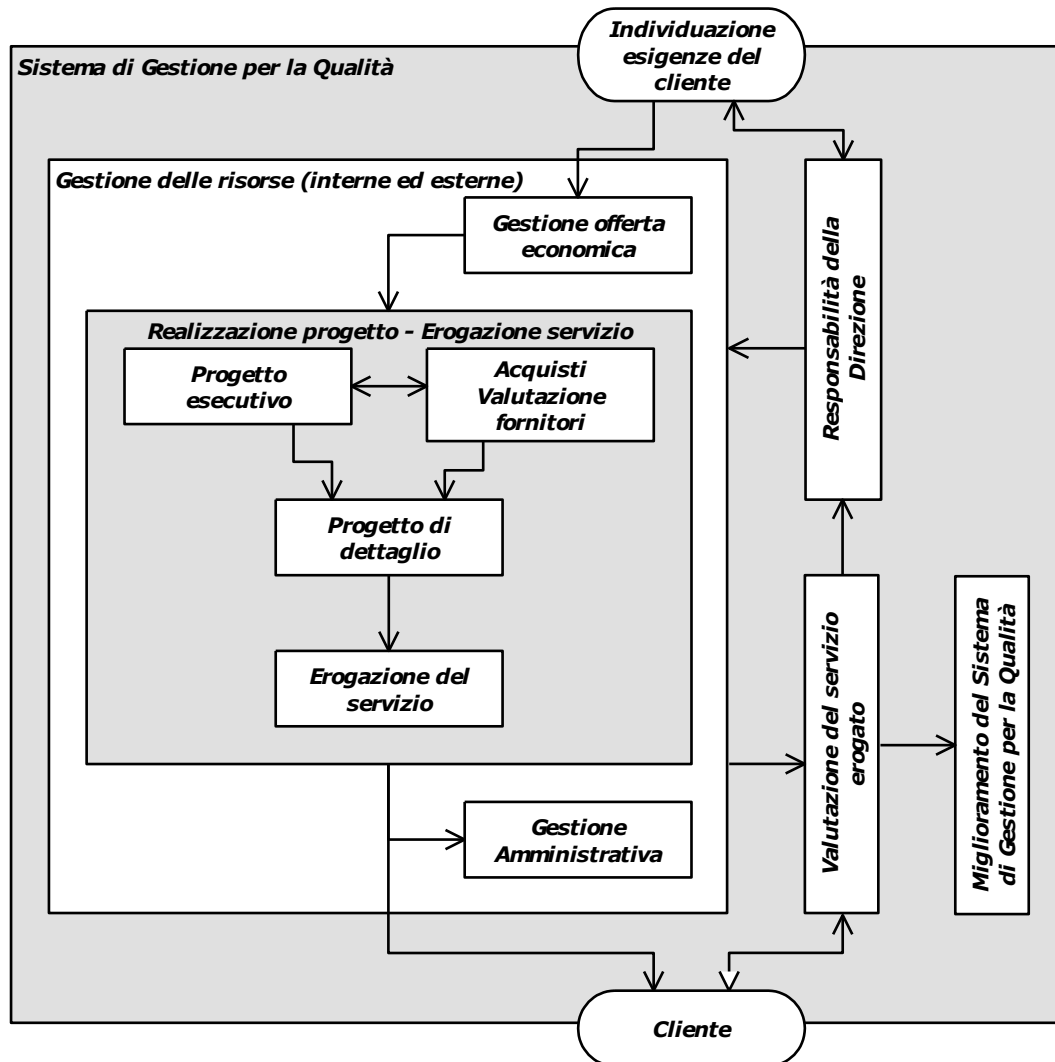 Individuazione
esigenze del
cliente
Sistema di Gestione per la Qualità
Gestione delle risorse (interne ed esterne)
Gestione offerta
economica
Responsabilità della
Direzione
Realizzazione progetto - Erogazione servizio
Progetto
esecutivo
Acquisti
Valutazione
fornitori
Progetto di
dettaglio
Erogazione del
servizio
Valutazione del servizio
erogato
Miglioramento del Sistema
di Gestione per la Qualità
Gestione
Amministrativa
Cliente